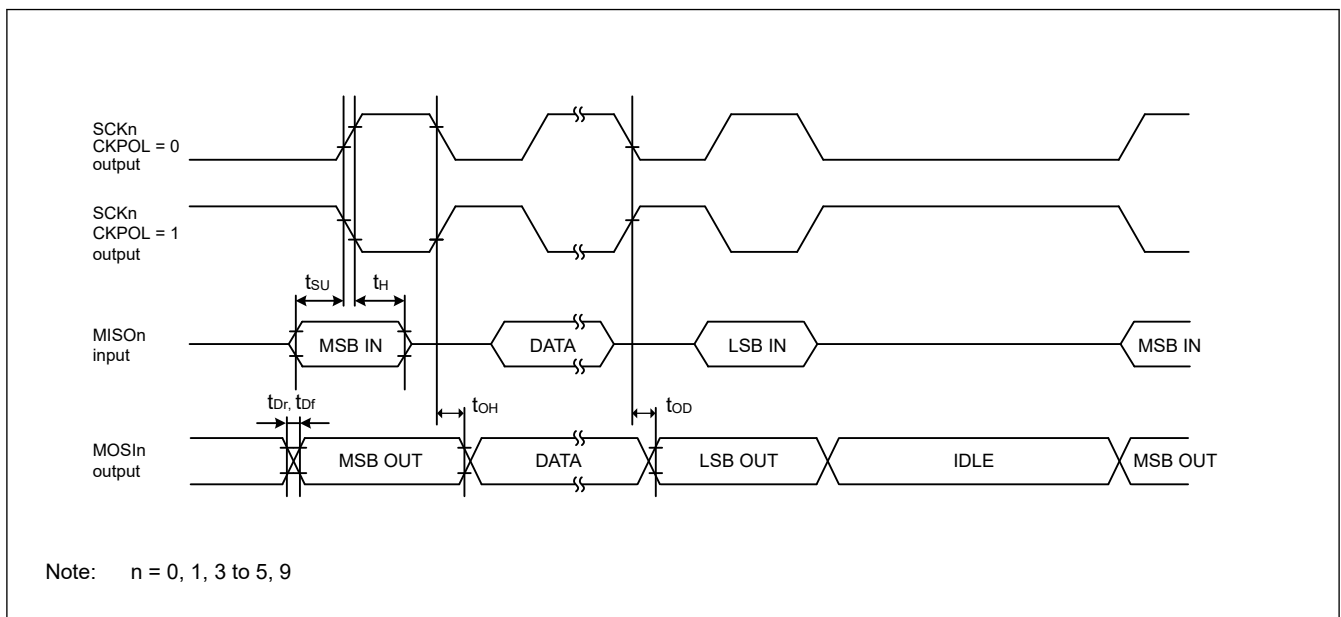 SCKn
CKPOL = 0
output
SCKn
CKPOL = 1
output
tSU
tH
MISOn
input
MSB IN
DATA
LSB IN
MSB IN
tDr, tDf
tOH
tOD
MOSIn
output
MSB OUT
DATA
LSB OUT
IDLE
MSB OUT
Note: n = 0, 1, 3 to 5, 9